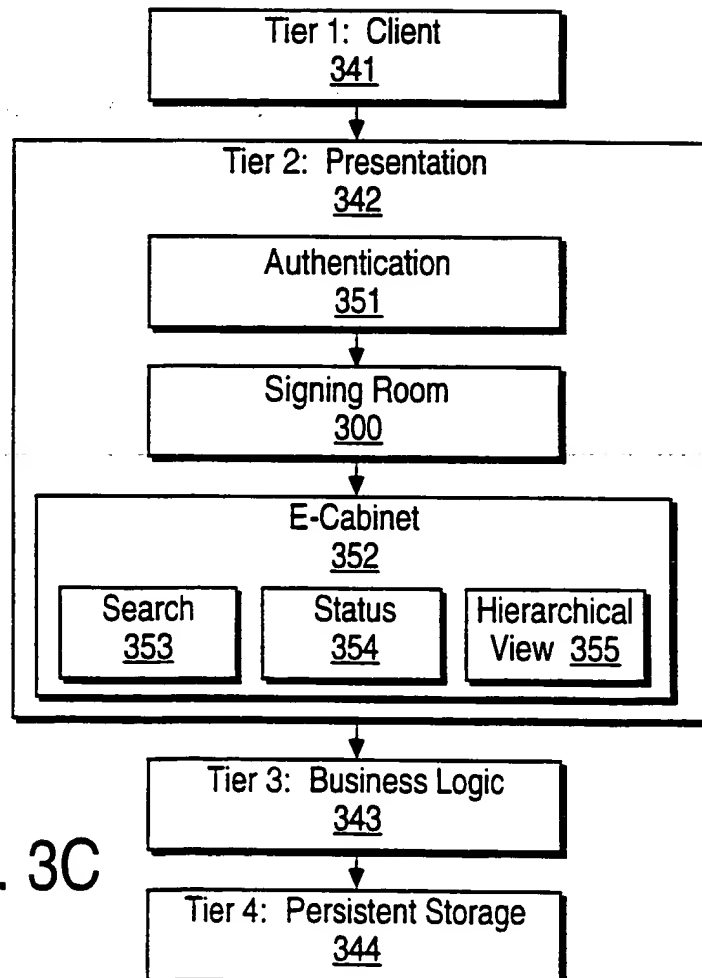 Tier 1: Client
341
Tier 2: Presentation
342
Authentication
351
Signing Room
300
E-Cabinet
352
Search
353
Status
354
Hierarchical
View 355
Tier 3: Business Logic
343
. 3C
Tier 4: Persistent Storage
344